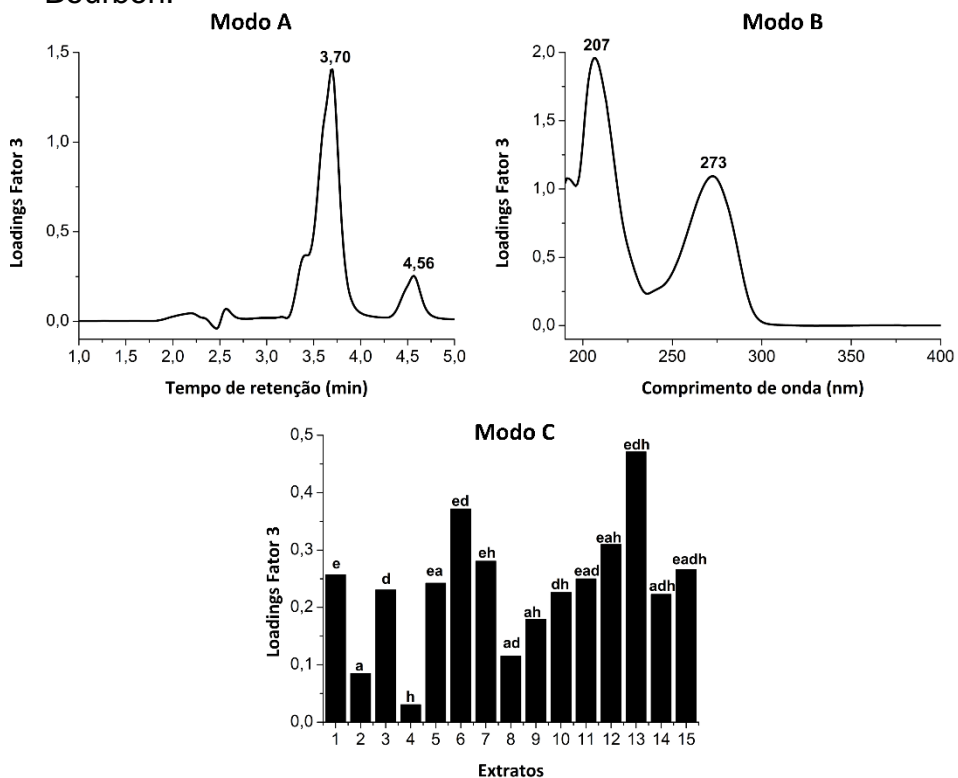 Bourbon.
Modo A
Loadings Fator 3
1,5
1,0
0,5
0,0
3,70
4,56
1,0 1,5 2,0 2,5 3,0 3,5 4,0 4,5 5,0
Tempo de retenção (min)
Modo B
Loadings Fator 3
2,0
1,5
1,0
0,5
0,0
207
273
200 250 300 350 400
Comprimento de onda (nm)
Modo C
Loadings Fator 3
0,5
0,4
0,3
0,2
0,1
0,0
e a d h ea ed eh ad ah dh ead eah edh adh eadh
1 2 3 4 5 6 7 8 9 10 11 12 13 14 15
Extratos